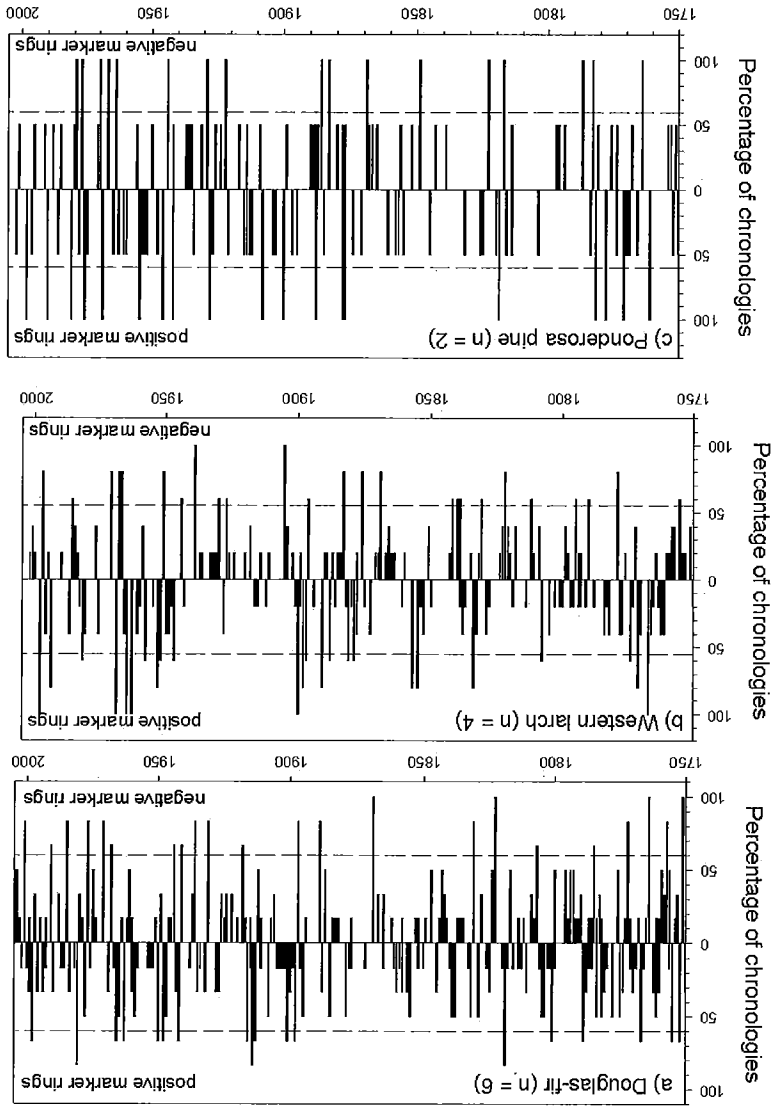 a) Douglas-fir (n = 6)
positive marker rings
100
50
0
50
100
Percentage of chronologies
negative marker rings
1750 1800 1850 1900 1950 2000
b) Western larch (n = 4)
positive marker rings
100
50
0
50
100
Percentage of chronologies
negative marker rings
1750 1800 1850 1900 1950 2000
c) Ponderosa pine (n = 2)
positive marker rings
100
50
0
50
100
Percentage of chronologies
negative marker rings
1750 1800 1850 1900 1950 2000